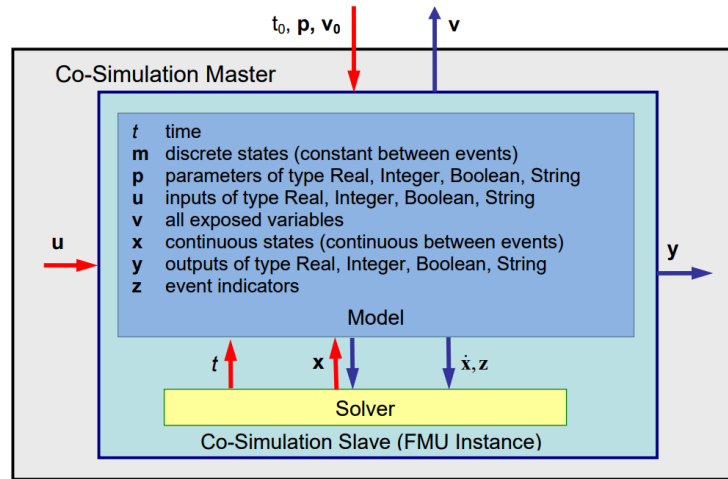 t₀, p, v₀
v
Co-Simulation Master
t time
m discrete states (constant between events)
p parameters of type Real, Integer, Boolean, String
u inputs of type Real, Integer, Boolean, String
v all exposed variables
x continuous states (continuous between events)
y outputs of type Real, Integer, Boolean, String
z event indicators
u
y
Model
t
x
ẋ, z
Solver
Co-Simulation Slave (FMU Instance)